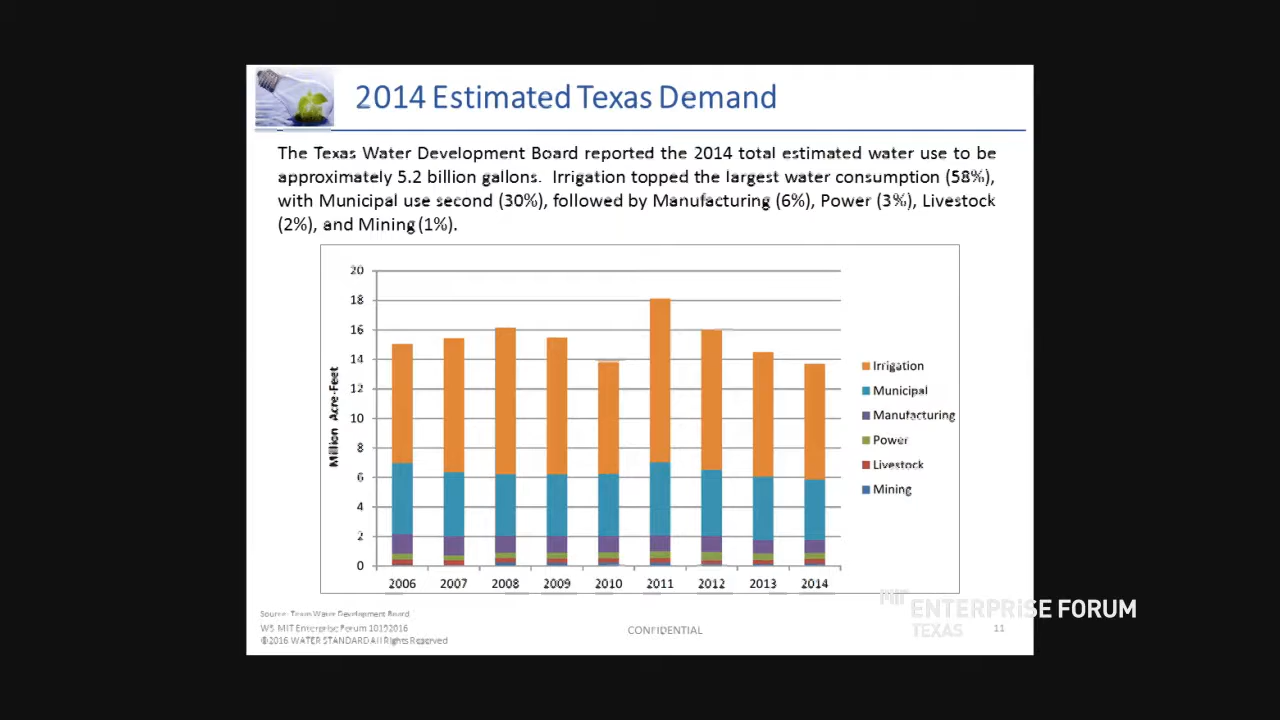 2014 Estimated Texas Demand
The Texas Water Development Board reported the 2014 total estimated water use to be
approximately 5.2 billion gallons. Irrigation topped the largest water consumption (58%),
with Municipal use second (30%), followed by Manufacturing (6%), Power (3%), Livestock
(2%), and Mining (1%).
Million Acre-Feet
20
18
16
14
12
10
8
6
4
2
0
2006 2007 2008 2009 2010 2011 2012 2013 2014
Irrigation
Municipal
Manufacturing
Power
Livestock
Mining
Source: Texas Water Development Board
WS MIT Enterprise Forum 10192016
©2016 WATER STANDARD All Rights Reserved
CONFIDENTIAL
11
MIT
ENTERPRISE FORUM
TEXAS